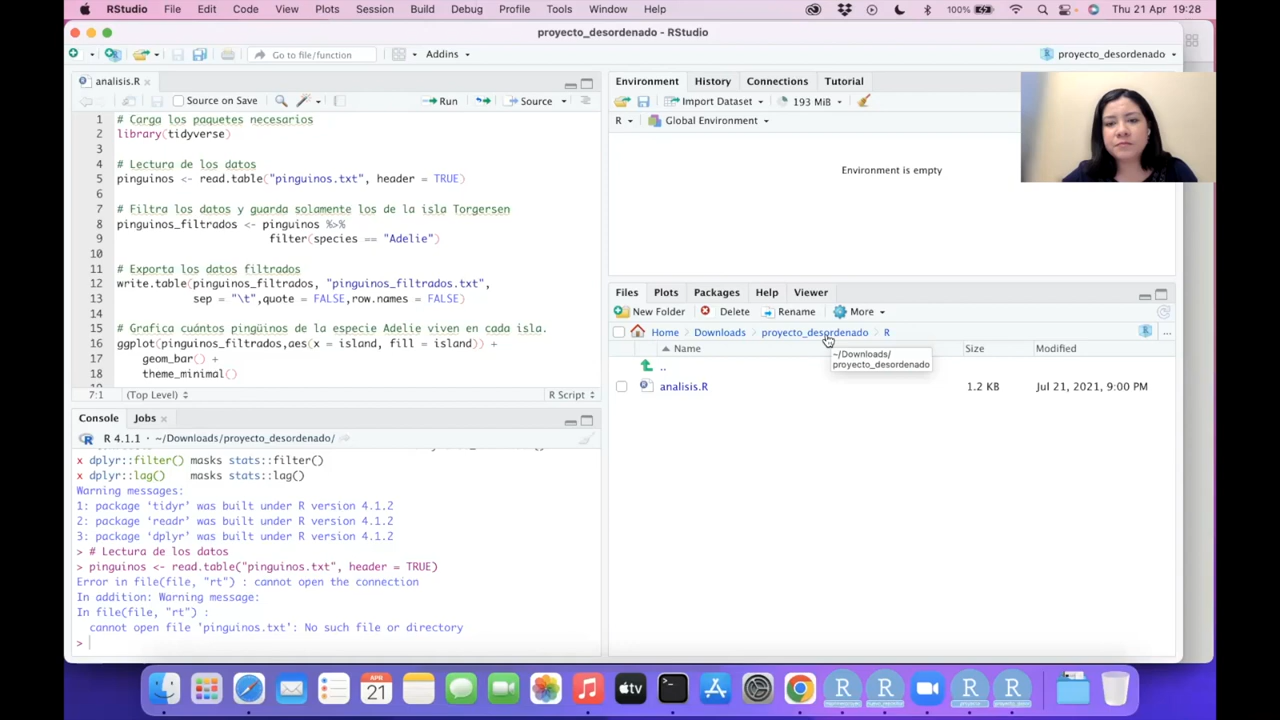 RStudio File Edit Code View Plots Session Build Debug Profile Tools Window Help 100% Thu 21 Apr 19:28
proyecto_desordenado - RStudio
Go to file/function Addins proyecto_desordenado
analisis.R
Source on Save Run Source
1 # Carga los paquetes necesarios
2 library(tidyverse)
3
4 # Lectura de los datos
5 pinguinos <- read.table("pinguinos.txt", header = TRUE)
6
7 # Filtra los datos y guarda solamente los de la isla Torgersen
8 pinguinos_filtrados <- pinguinos %>%
9 filter(species == "Adelie")
10
11 # Exporta los datos filtrados
12 write.table(pinguinos_filtrados, "pinguinos_filtrados.txt",
13 sep = "\t",quote = FALSE,row.names = FALSE)
14
15 # Grafica cuántos pingüinos de la especie Adelie viven en cada isla.
16 ggplot(pinguinos_filtrados,aes(x = island, fill = island)) +
17 geom_bar() +
18 theme_minimal()
7:1 (Top Level) R Script
Console Jobs
R 4.1.1 · ~/Downloads/proyecto_desordenado/
x dplyr::filter() masks stats::filter()
x dplyr::lag() masks stats::lag()
Warning messages:
1: package ‘tidyr’ was built under R version 4.1.2
2: package ‘readr’ was built under R version 4.1.2
3: package ‘dplyr’ was built under R version 4.1.2
> # Lectura de los datos
> pinguinos <- read.table("pinguinos.txt", header = TRUE)
Error in file(file, "rt") : cannot open the connection
In addition: Warning message:
In file(file, "rt") :
cannot open file 'pinguinos.txt': No such file or directory
>
Environment History Connections Tutorial
Import Dataset 193 MiB
R Global Environment
Environment is empty
Files Plots Packages Help Viewer
New Folder Delete Rename More
Home Downloads proyecto_desordenado R
Name Size Modified
~/Downloads/
proyecto_desordenado
..
analisis.R 1.2 KB Jul 21, 2021, 9:00 PM
APR
21
tv
R R R R